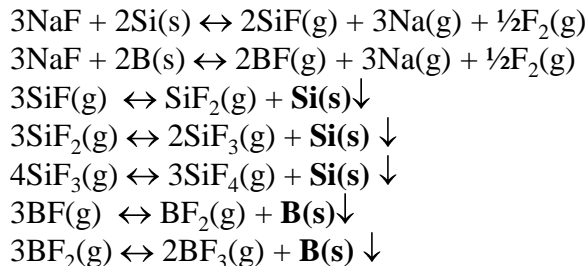 3NaF + 2Si(s) ↔ 2SiF(g) + 3Na(g) + ½F₂(g)
3NaF + 2B(s) ↔ 2BF(g) + 3Na(g) + ½F₂(g)
3SiF(g) ↔ SiF₂(g) + Si(s)↓
3SiF₂(g) ↔ 2SiF₃(g) + Si(s) ↓
4SiF₃(g) ↔ 3SiF₄(g) + Si(s) ↓
3BF(g) ↔ BF₂(g) + B(s)↓
3BF₂(g) ↔ 2BF₃(g) + B(s) ↓